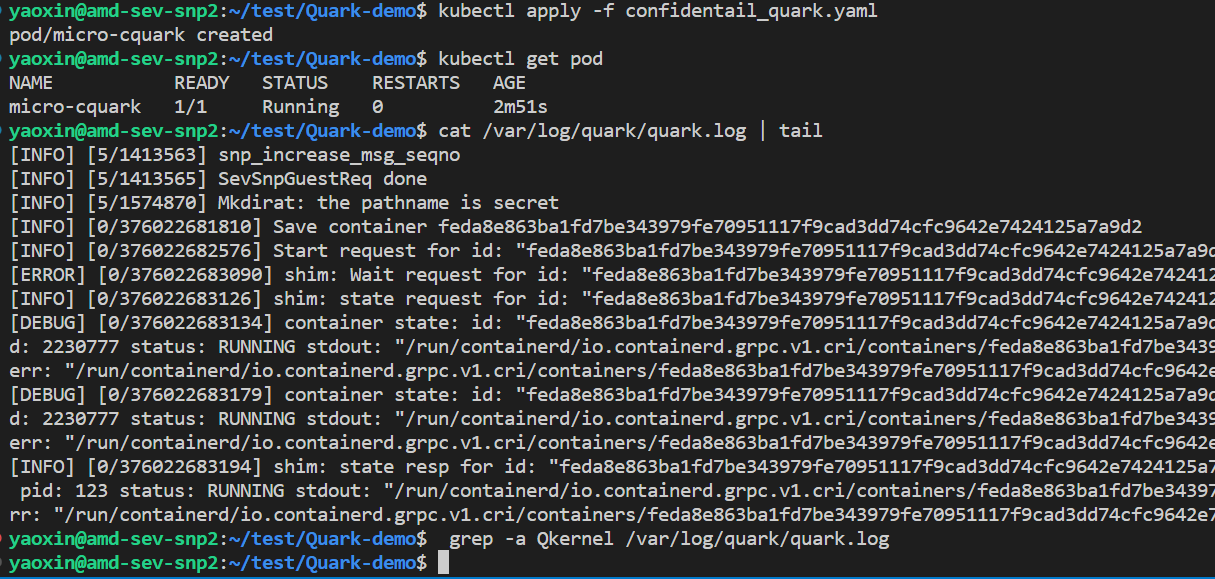 yaoxin@amd-sev-snp2:~/test/Quark-demo$ kubectl apply -f confidentail_quark.yaml
pod/micro-cquark created
yaoxin@amd-sev-snp2:~/test/Quark-demo$ kubectl get pod
NAME READY STATUS RESTARTS AGE
micro-cquark 1/1 Running 0 2m51s
yaoxin@amd-sev-snp2:~/test/Quark-demo$ cat /var/log/quark/quark.log | tail
[INFO] [5/1413563] snp_increase_msg_seqno
[INFO] [5/1413565] SevSnpGuestReq done
[INFO] [5/1574870] Mkdirat: the pathname is secret
[INFO] [0/376022681810] Save container feda8e863ba1fd7be343979fe70951117f9cad3dd74cfc9642e7424125a7a9d2
[INFO] [0/376022682576] Start request for id: "feda8e863ba1fd7be343979fe70951117f9cad3dd74cfc9642e7424125a7a9d
[ERROR] [0/376022683090] shim: Wait request for id: "feda8e863ba1fd7be343979fe70951117f9cad3dd74cfc9642e742412
[INFO] [0/376022683126] shim: state request for id: "feda8e863ba1fd7be343979fe70951117f9cad3dd74cfc9642e742412
[DEBUG] [0/376022683134] container state: id: "feda8e863ba1fd7be343979fe70951117f9cad3dd74cfc9642e7424125a7a9d
d: 2230777 status: RUNNING stdout: "/run/containerd/io.containerd.grpc.v1.cri/containers/feda8e863ba1fd7be3439
err: "/run/containerd/io.containerd.grpc.v1.cri/containers/feda8e863ba1fd7be343979fe70951117f9cad3dd74cfc9642e
[DEBUG] [0/376022683179] container state: id: "feda8e863ba1fd7be343979fe70951117f9cad3dd74cfc9642e7424125a7a9d
d: 2230777 status: RUNNING stdout: "/run/containerd/io.containerd.grpc.v1.cri/containers/feda8e863ba1fd7be3439
err: "/run/containerd/io.containerd.grpc.v1.cri/containers/feda8e863ba1fd7be343979fe70951117f9cad3dd74cfc9642e
[INFO] [0/376022683194] shim: state resp for id: "feda8e863ba1fd7be343979fe70951117f9cad3dd74cfc9642e7424125a7
pid: 123 status: RUNNING stdout: "/run/containerd/io.containerd.grpc.v1.cri/containers/feda8e863ba1fd7be343979
rr: "/run/containerd/io.containerd.grpc.v1.cri/containers/feda8e863ba1fd7be343979fe70951117f9cad3dd74cfc9642e7
yaoxin@amd-sev-snp2:~/test/Quark-demo$ grep -a Qkernel /var/log/quark/quark.log
yaoxin@amd-sev-snp2:~/test/Quark-demo$